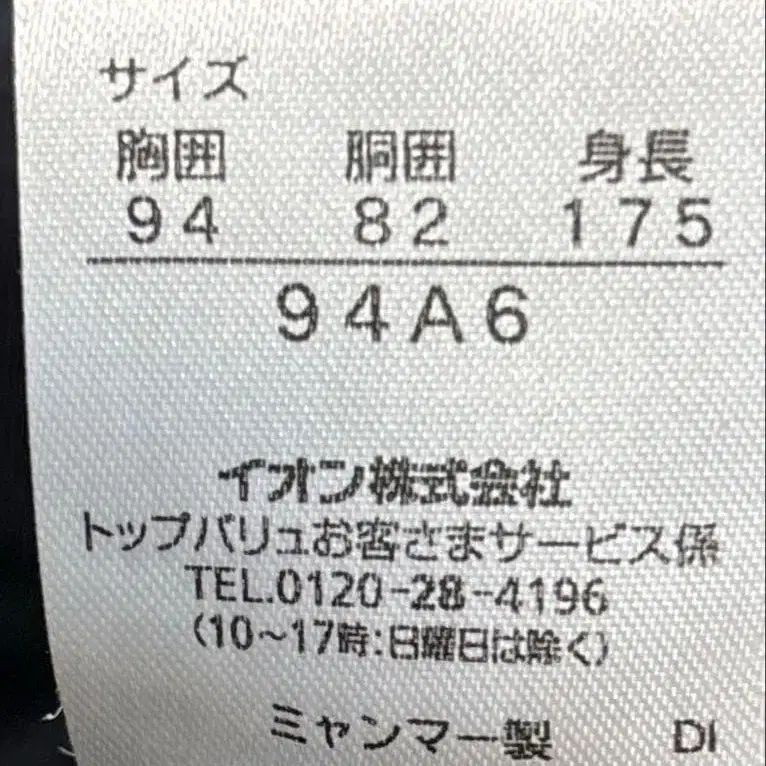 サイズ
胸囲 胴囲 身長
94 82 175
94A6
イオン株式会社
トップバリュお客さまサービス係
TEL.0120-28-4196
(10〜17時:日曜日は除く)
ミャンマー製 DI